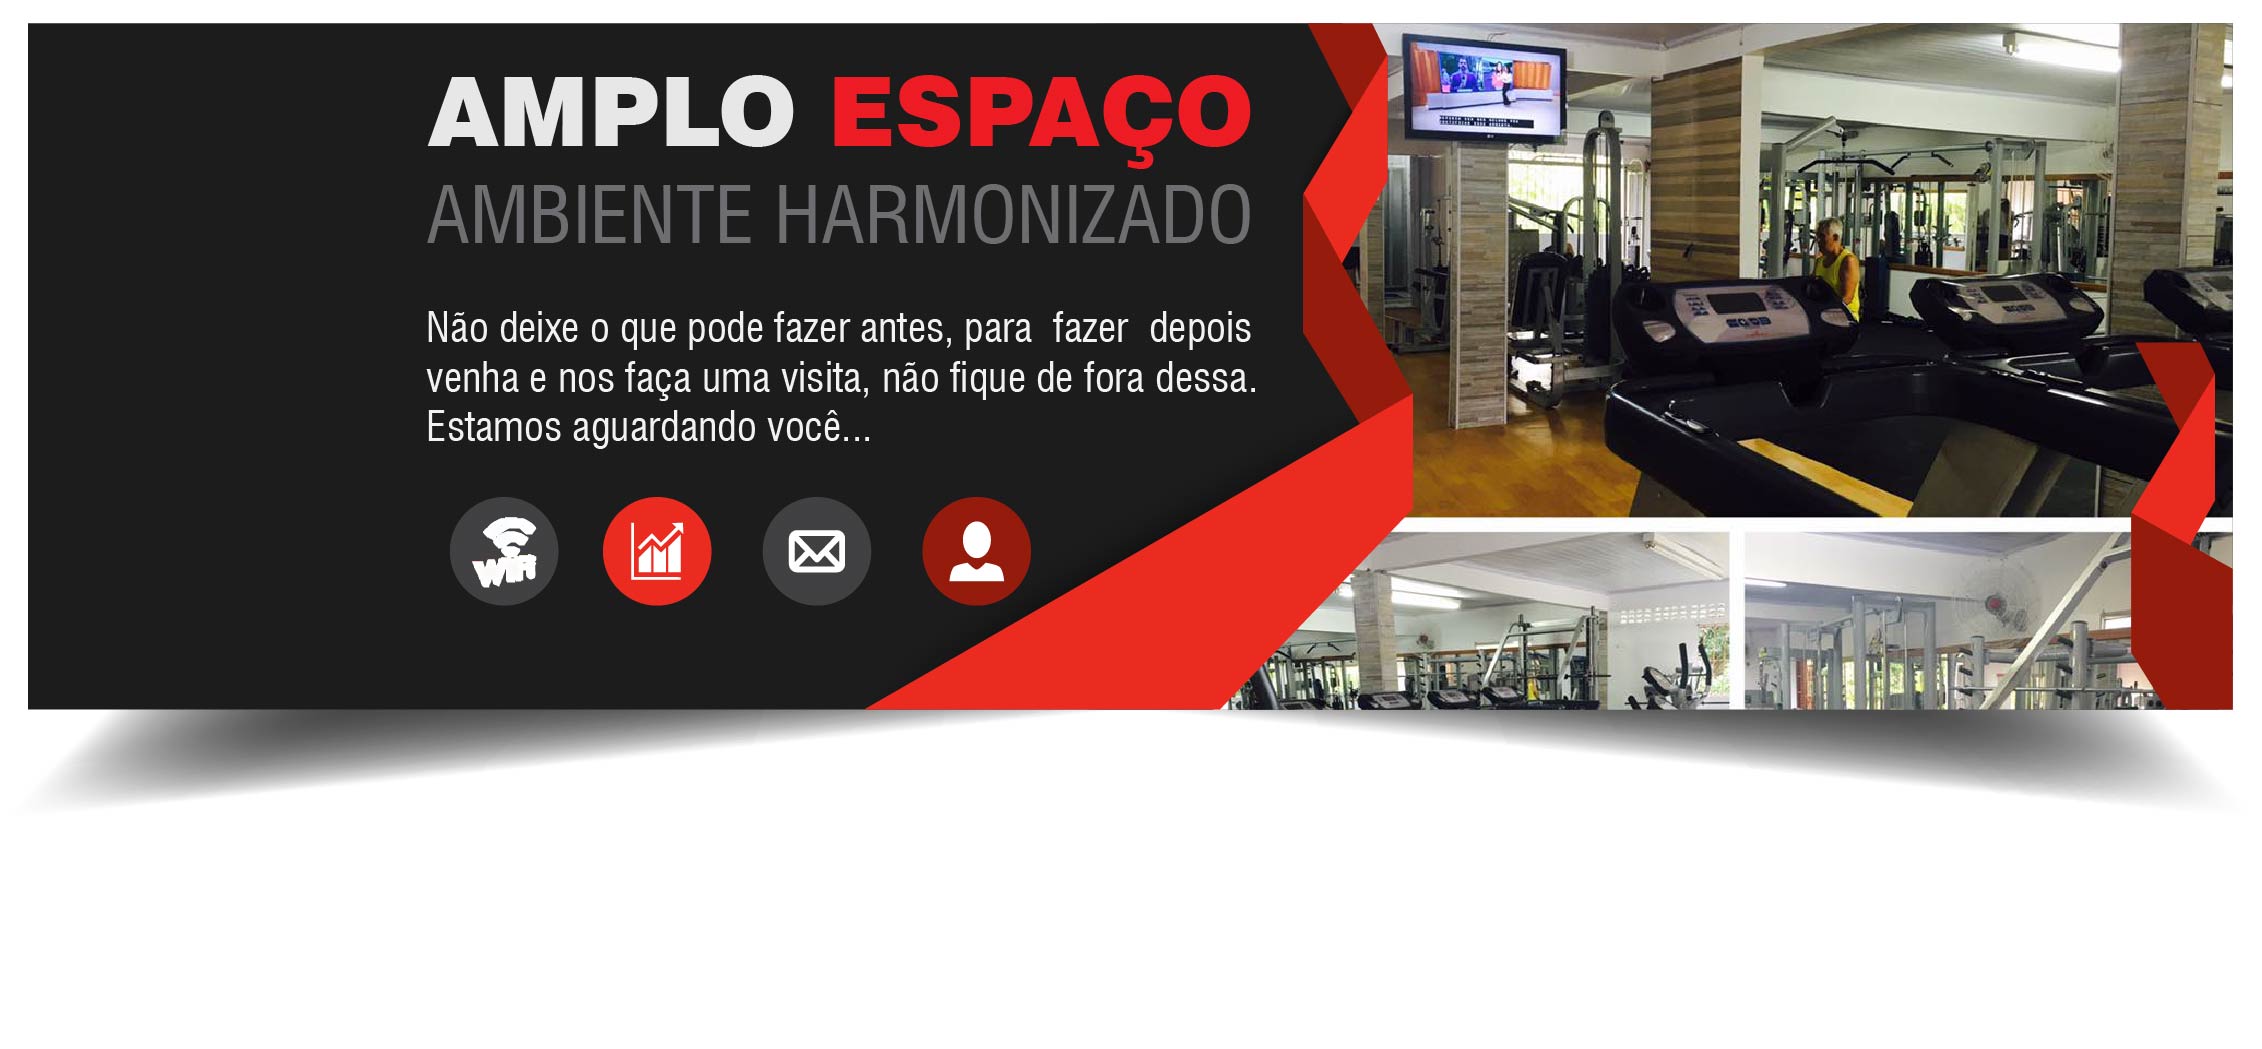 AMPLO ESPAÇO
AMBIENTE HARMONIZADO
Não deixe o que pode fazer antes, para fazer depois
venha e nos faça uma visita, não fique de fora dessa.
Estamos aguardando você...
Wifi